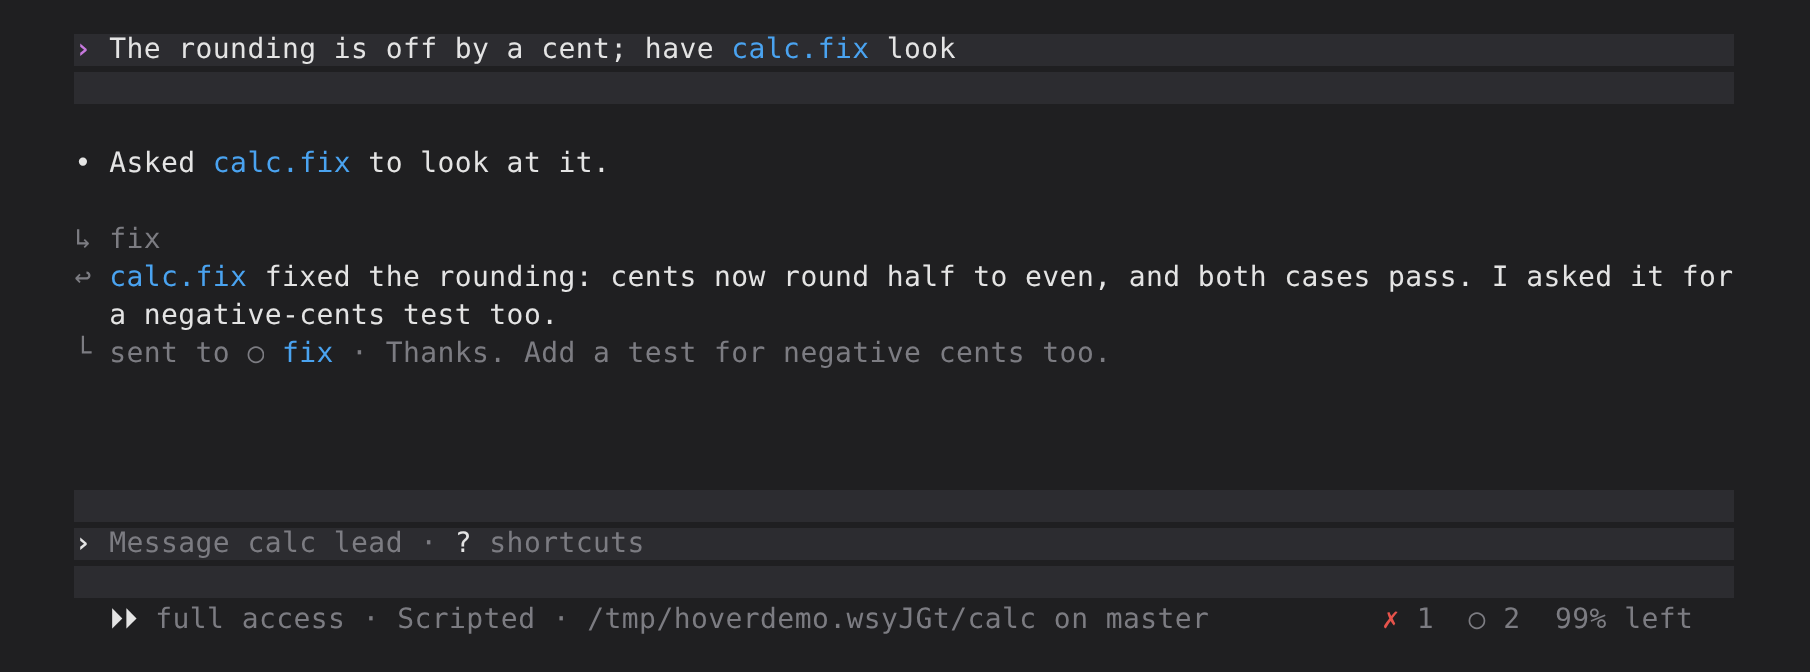 › The rounding is off by a cent; have calc.fix look
• Asked calc.fix to look at it.
↳ fix
↩ calc.fix fixed the rounding: cents now round half to even, and both cases pass. I asked it for
a negative-cents test too.
└ sent to ○ fix · Thanks. Add a test for negative cents too.
› Message calc lead · ? shortcuts
⏵⏵ full access · Scripted · /tmp/hoverdemo.wsyJGt/calc on master ✗ 1 ○ 2 99% left